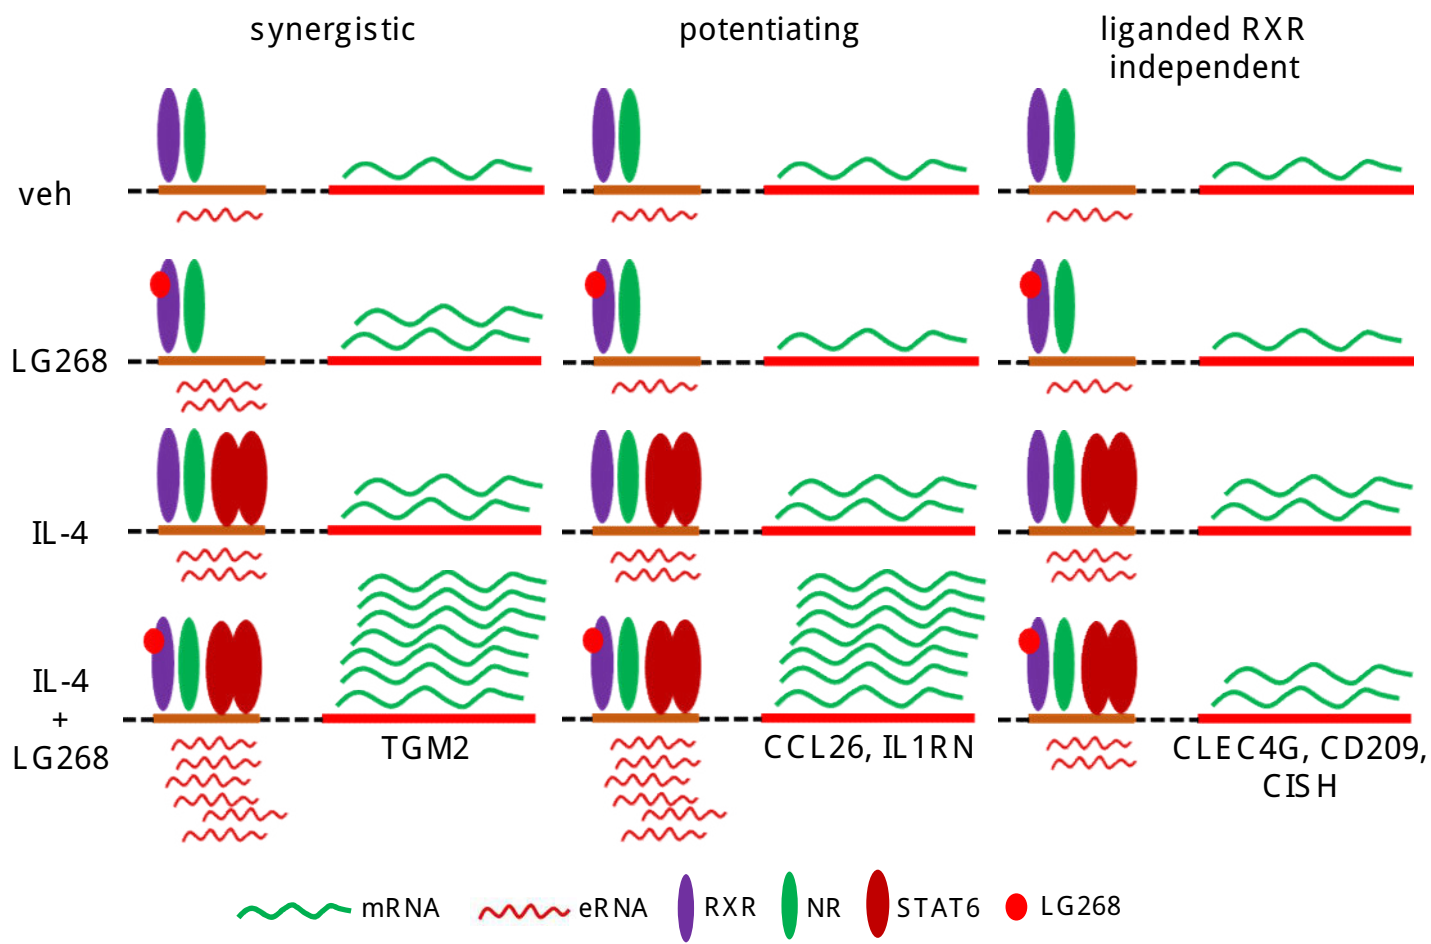 synergistic
potentiating
liganded RXR
independent
veh
LG268
IL-4
IL-4
+
LG268
TGM2
CCL26, IL1RN
CLEC4G, CD209,
CISH
mRNA
eRNA
RXR
NR
STAT6
LG268